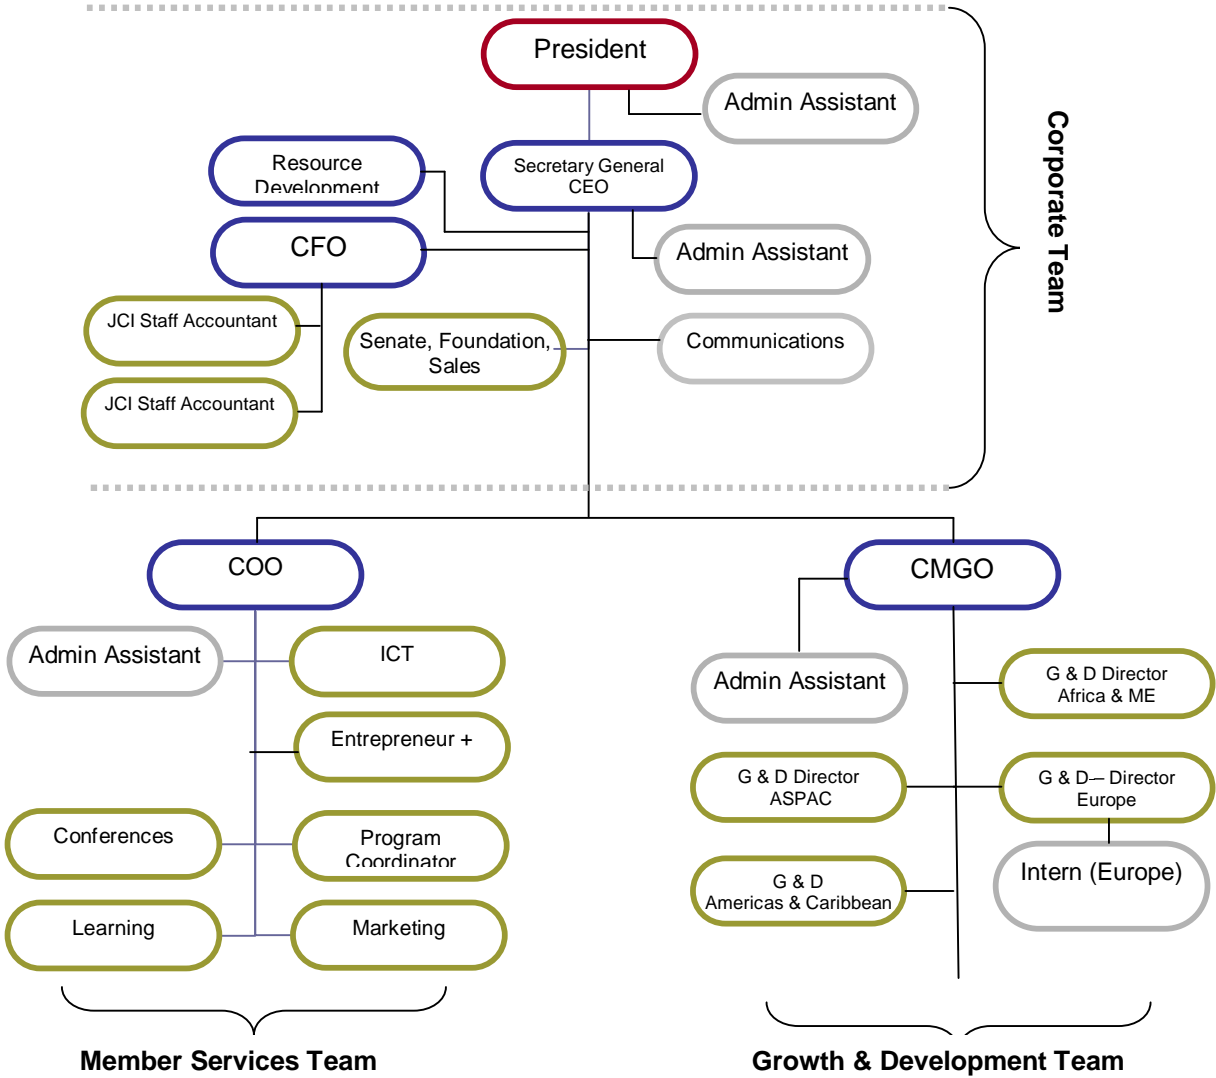 President
Admin Assistant
Resource
Development
Secretary General
CEO
CFO
Admin Assistant
JCI Staff Accountant
Senate, Foundation,
Sales
Communications
JCI Staff Accountant
Corporate Team
COO
CMGO
Admin Assistant
ICT
Admin Assistant
G & D Director
Africa & ME
Entrepreneur +
G & D Director
ASPAC
G & D-– Director
Europe
Conferences
Program
Coordinator
G & D
Americas & Caribbean
Intern (Europe)
Learning
Marketing
Member Services Team
Growth & Development Team